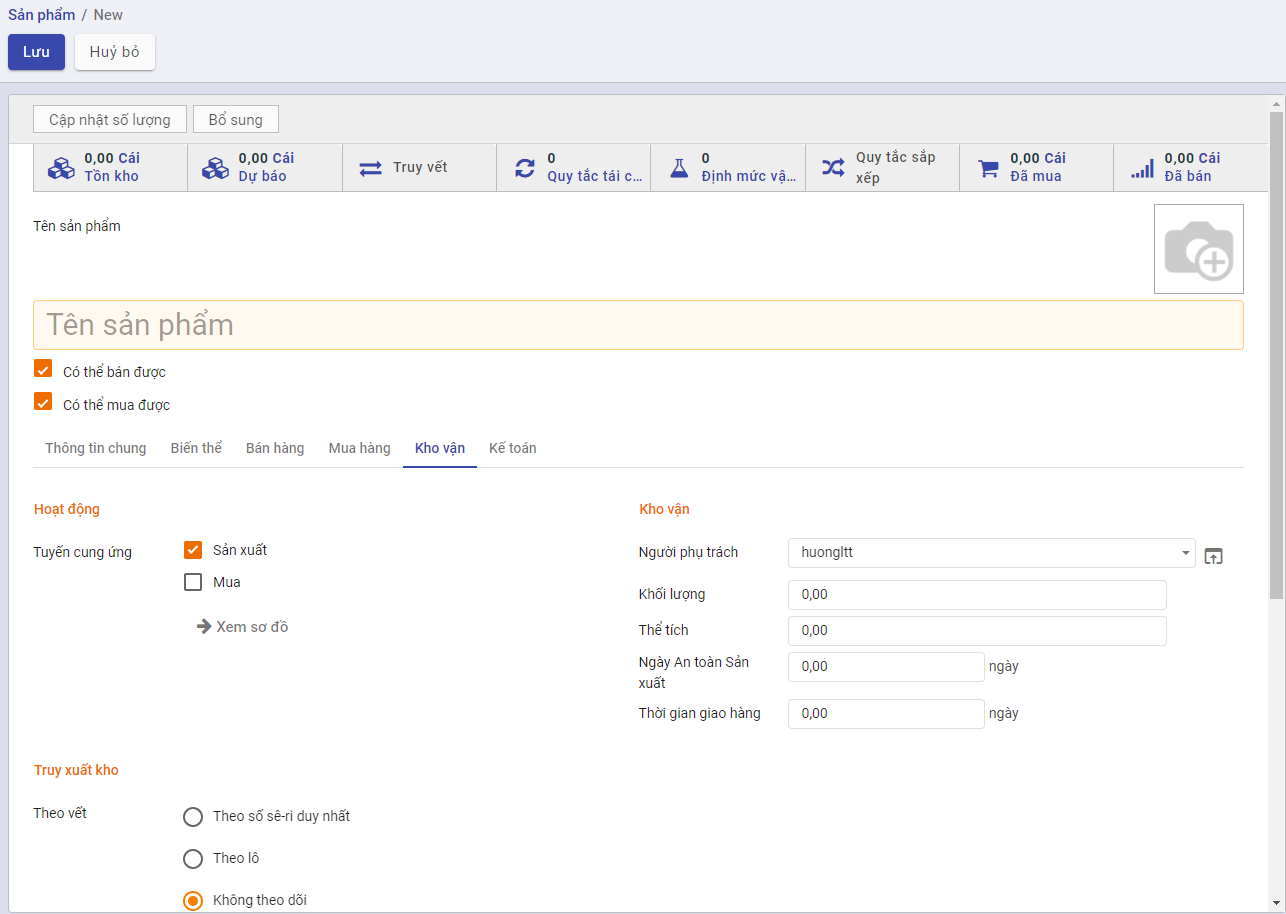 Sản phẩm / New
Lưu Huỷ bỏ
Cập nhật số lượng Bổ sung
0,00 Cái
Tồn kho
0,00 Cái
Dự báo
Truy vết
0
Quy tắc tái c...
0
Định mức vậ...
Quy tắc sắp
xếp
0,00 Cái
Đã mua
0,00 Cái
Đã bán
Tên sản phẩm
Tên sản phẩm
Có thể bán được
Có thể mua được
Thông tin chung Biến thể Bán hàng Mua hàng Kho vận Kế toán
Hoạt động
Tuyến cung ứng
Sản xuất
Mua
Xem sơ đồ
Kho vận
Người phụ trách huongltt
Khối lượng 0,00
Thể tích 0,00
Ngày An toàn Sản
xuất
0,00 ngày
Thời gian giao hàng 0,00 ngày
Truy xuất kho
Theo vết
Theo số sê-ri duy nhất
Theo lô
Không theo dõi